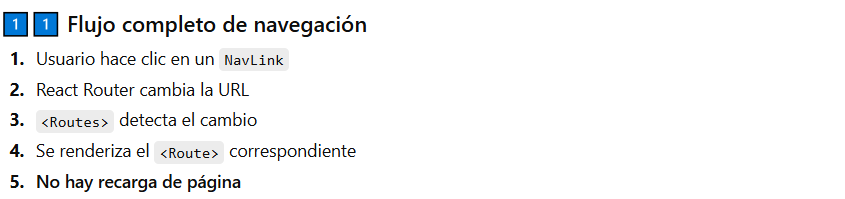 1 1 Flujo completo de navegación
1. Usuario hace clic en un NavLink
2. React Router cambia la URL
3. <Routes> detecta el cambio
4. Se renderiza el <Route> correspondiente
5. No hay recarga de página